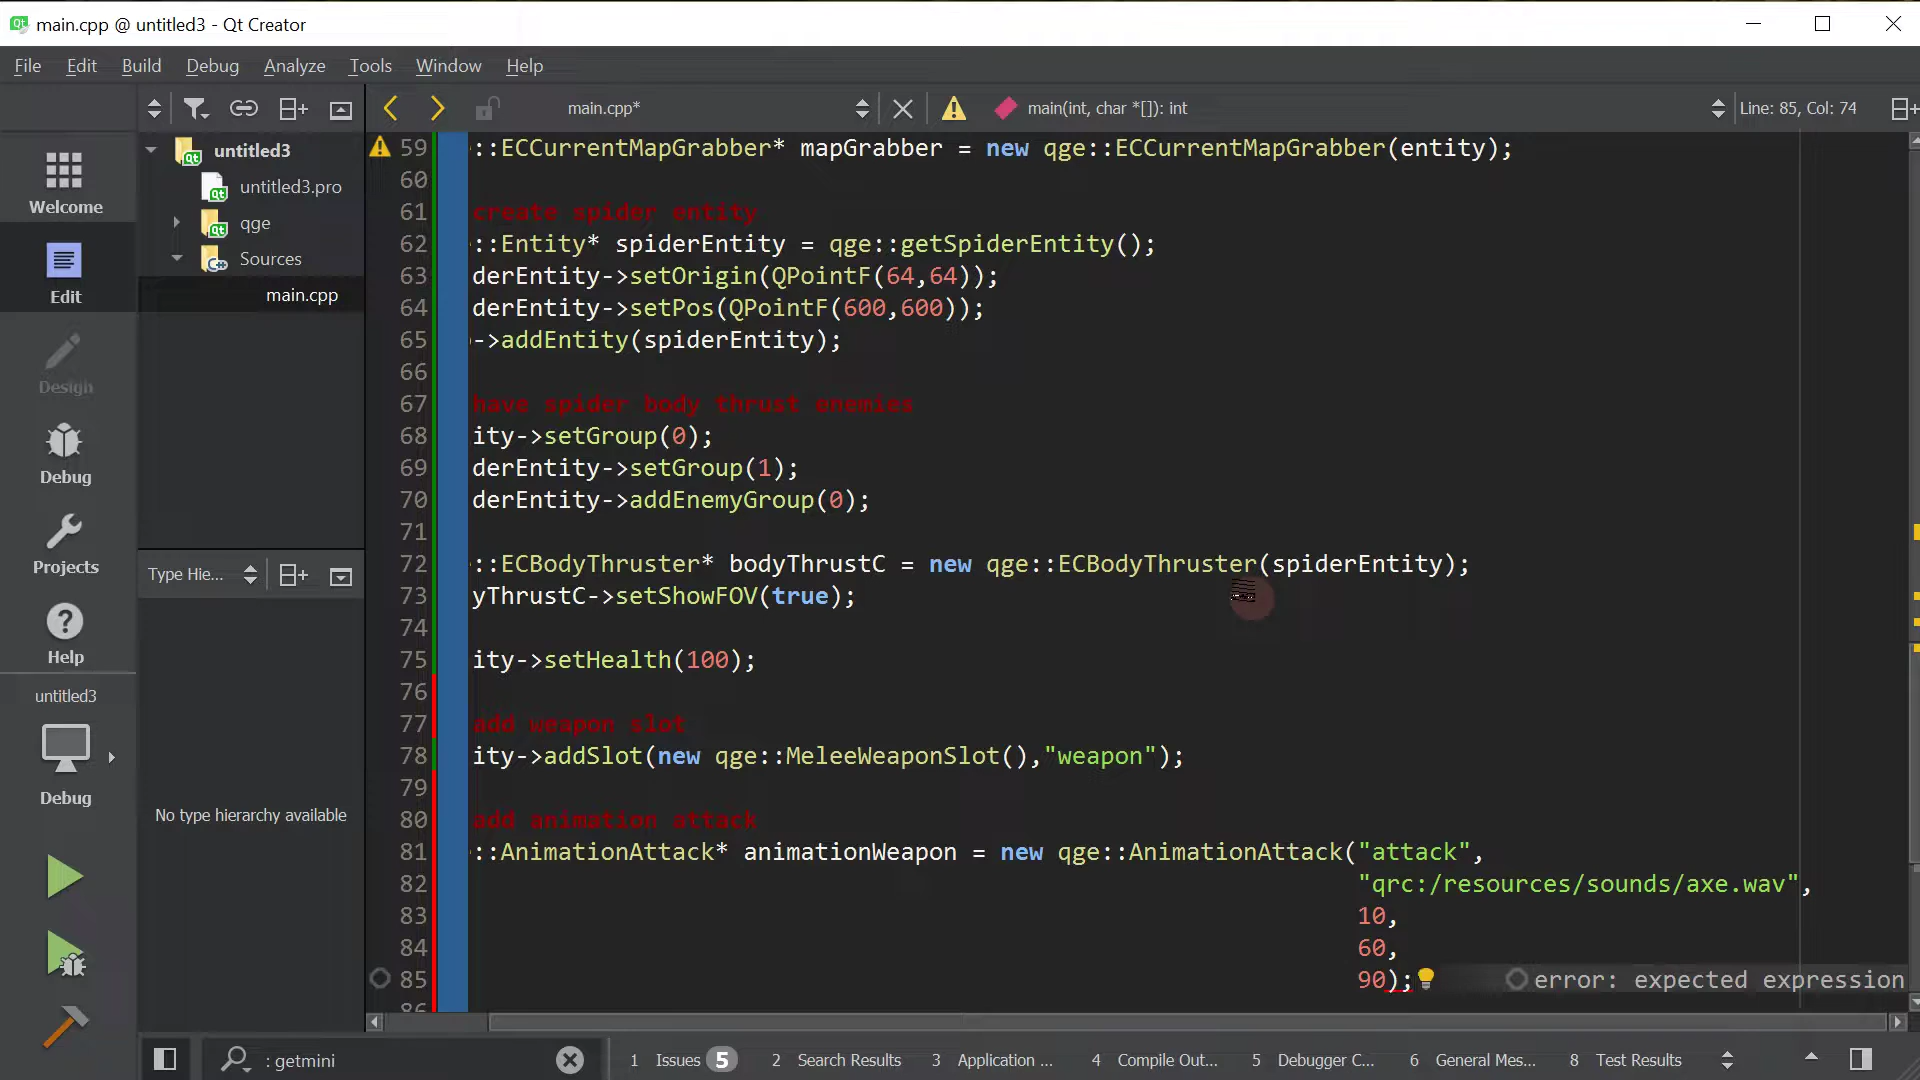 main.cpp @ untitled3 - Qt Creator
File Edit Build Debug Analyze Tools Window Help
main.cpp* main(int, char *[]): int Line: 85, Col: 74
Welcome
Edit
Design
Debug
Projects
Help
untitled3
Debug
untitled3
untitled3.pro
qge
Sources
main.cpp
Type Hie...
No type hierarchy available
59 ::ECCurrentMapGrabber* mapGrabber = new qge::ECCurrentMapGrabber(entity);
60
61 create spider entity
62 ::Entity* spiderEntity = qge::getSpiderEntity();
63 derEntity->setOrigin(QPointF(64,64));
64 derEntity->setPos(QPointF(600,600));
65 ->addEntity(spiderEntity);
66
67 have spider body thrust enemies
68 ity->setGroup(0);
69 derEntity->setGroup(1);
70 derEntity->addEnemyGroup(0);
71
72 ::ECBodyThruster* bodyThrustC = new qge::ECBodyThruster(spiderEntity);
73 yThrustC->setShowFOV(true);
74
75 ity->setHealth(100);
76
77 add weapon slot
78 ity->addSlot(new qge::MeleeWeaponSlot(),"weapon");
79
80 add animation attack
81 ::AnimationAttack* animationWeapon = new qge::AnimationAttack("attack",
82 "qrc:/resources/sounds/axe.wav",
83 10,
84 60,
85 90); error: expected expression
86
: getmini 1 Issues 5 2 Search Results 3 Application ... 4 Compile Out... 5 Debugger C... 6 General Mes... 8 Test Results